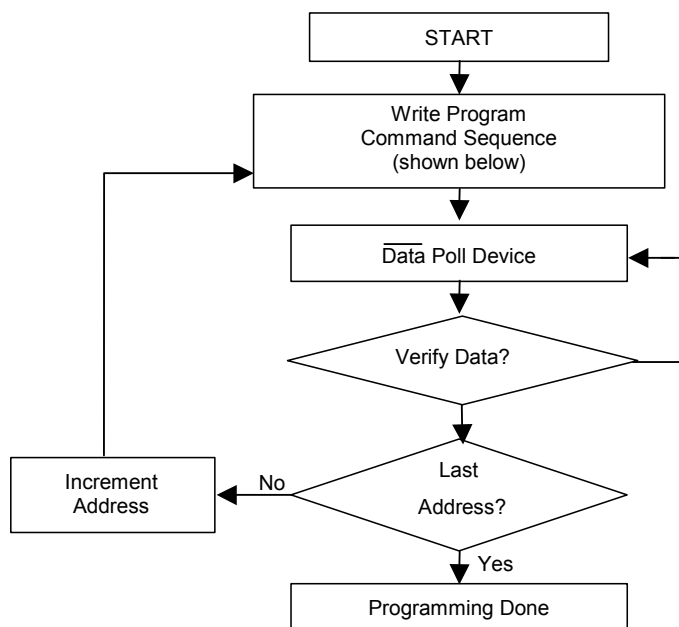 START
Write Program
Command Sequence
(shown below)
Data Poll Device
Verify Data?
Last
Address?
No
Increment
Address
Yes
Programming Done